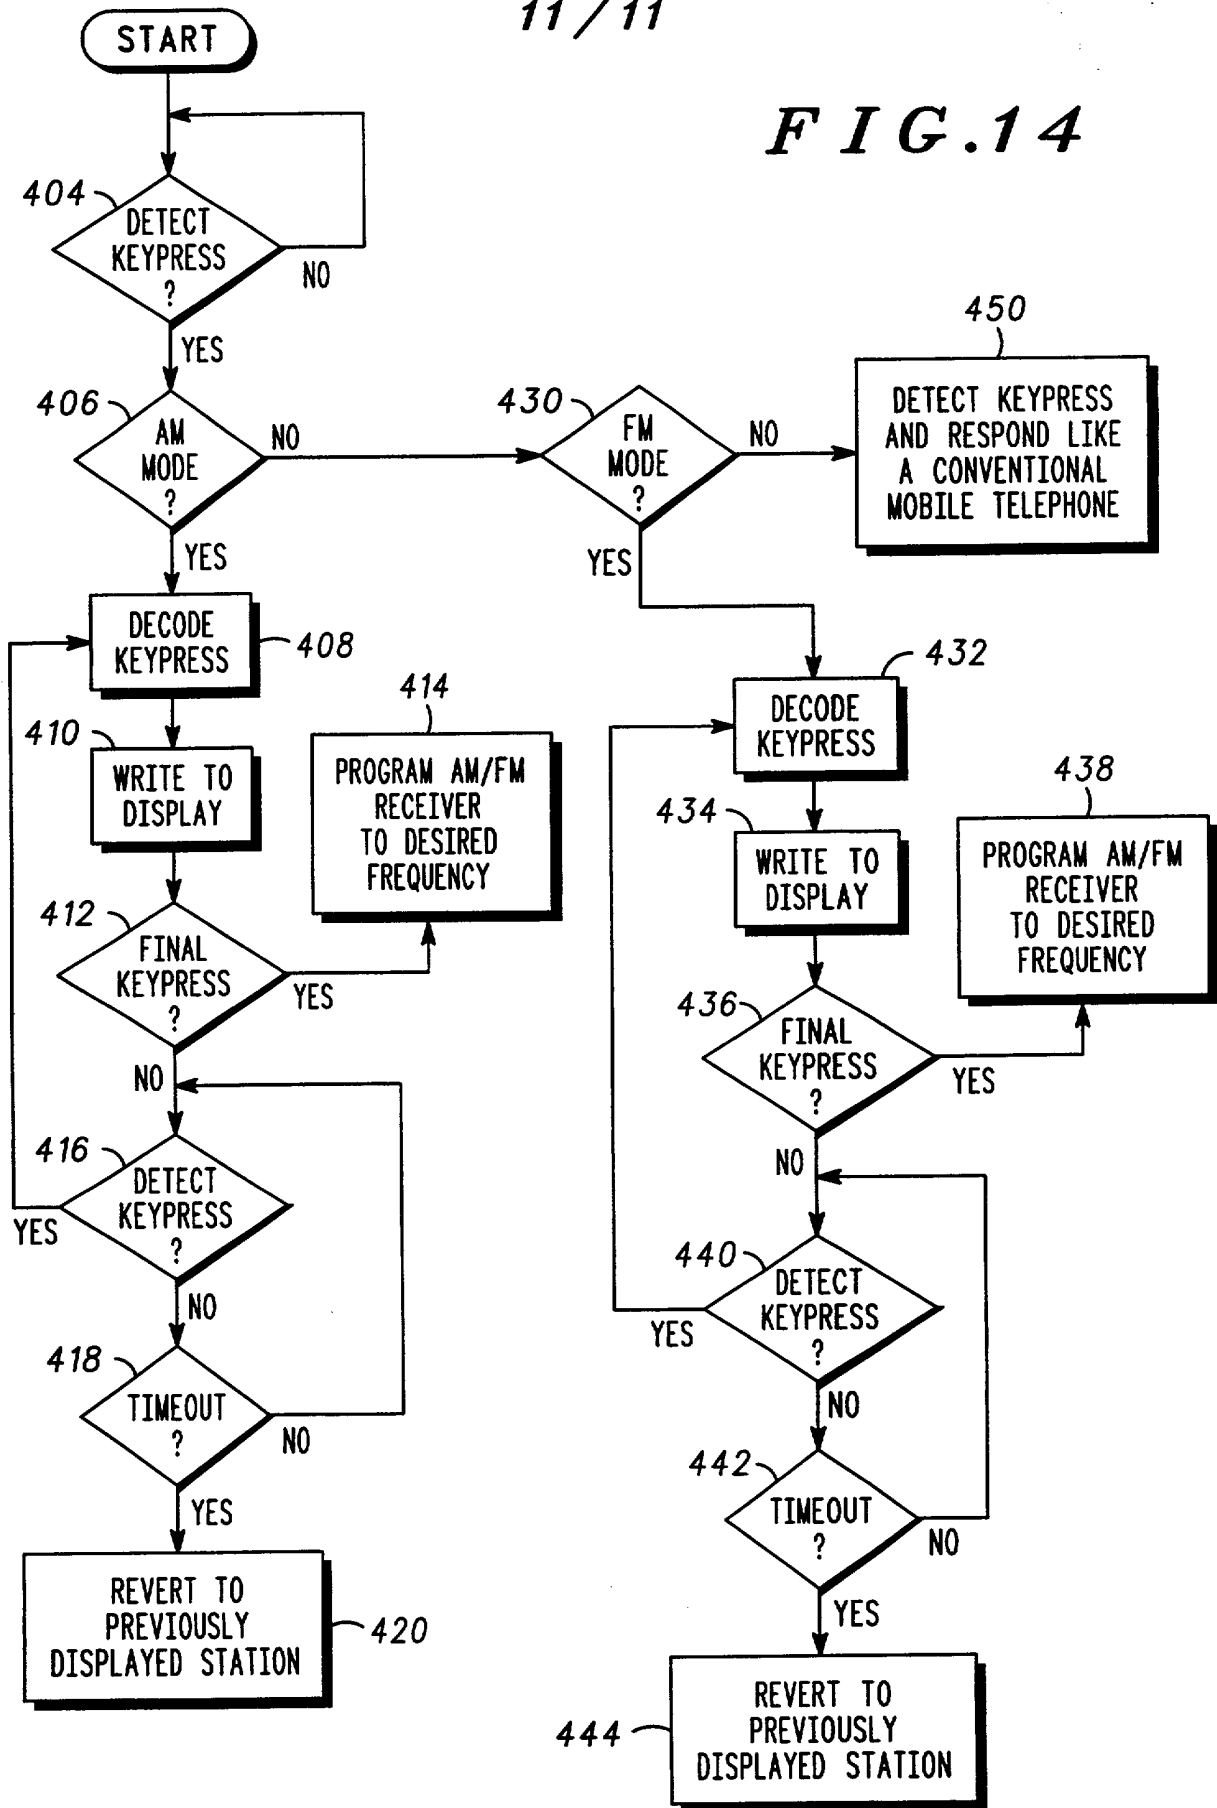 11/11
FIG.14
START
404
DETECT
KEYPRESS
?
NO
YES
406
AM
MODE
?
NO
YES
430
FM
MODE
?
NO
YES
450
DETECT KEYPRESS
AND RESPOND LIKE
A CONVENTIONAL
MOBILE TELEPHONE
DECODE
KEYPRESS
408
410
WRITE TO
DISPLAY
414
PROGRAM AM/FM
RECEIVER
TO DESIRED
FREQUENCY
412
FINAL
KEYPRESS
?
YES
NO
416
DETECT
KEYPRESS
?
YES
NO
418
TIMEOUT
?
NO
YES
REVERT TO
PREVIOUSLY
DISPLAYED STATION
420
432
DECODE
KEYPRESS
434
WRITE TO
DISPLAY
438
PROGRAM AM/FM
RECEIVER
TO DESIRED
FREQUENCY
436
FINAL
KEYPRESS
?
YES
NO
440
DETECT
KEYPRESS
?
YES
NO
442
TIMEOUT
?
NO
YES
444
REVERT TO
PREVIOUSLY
DISPLAYED STATION